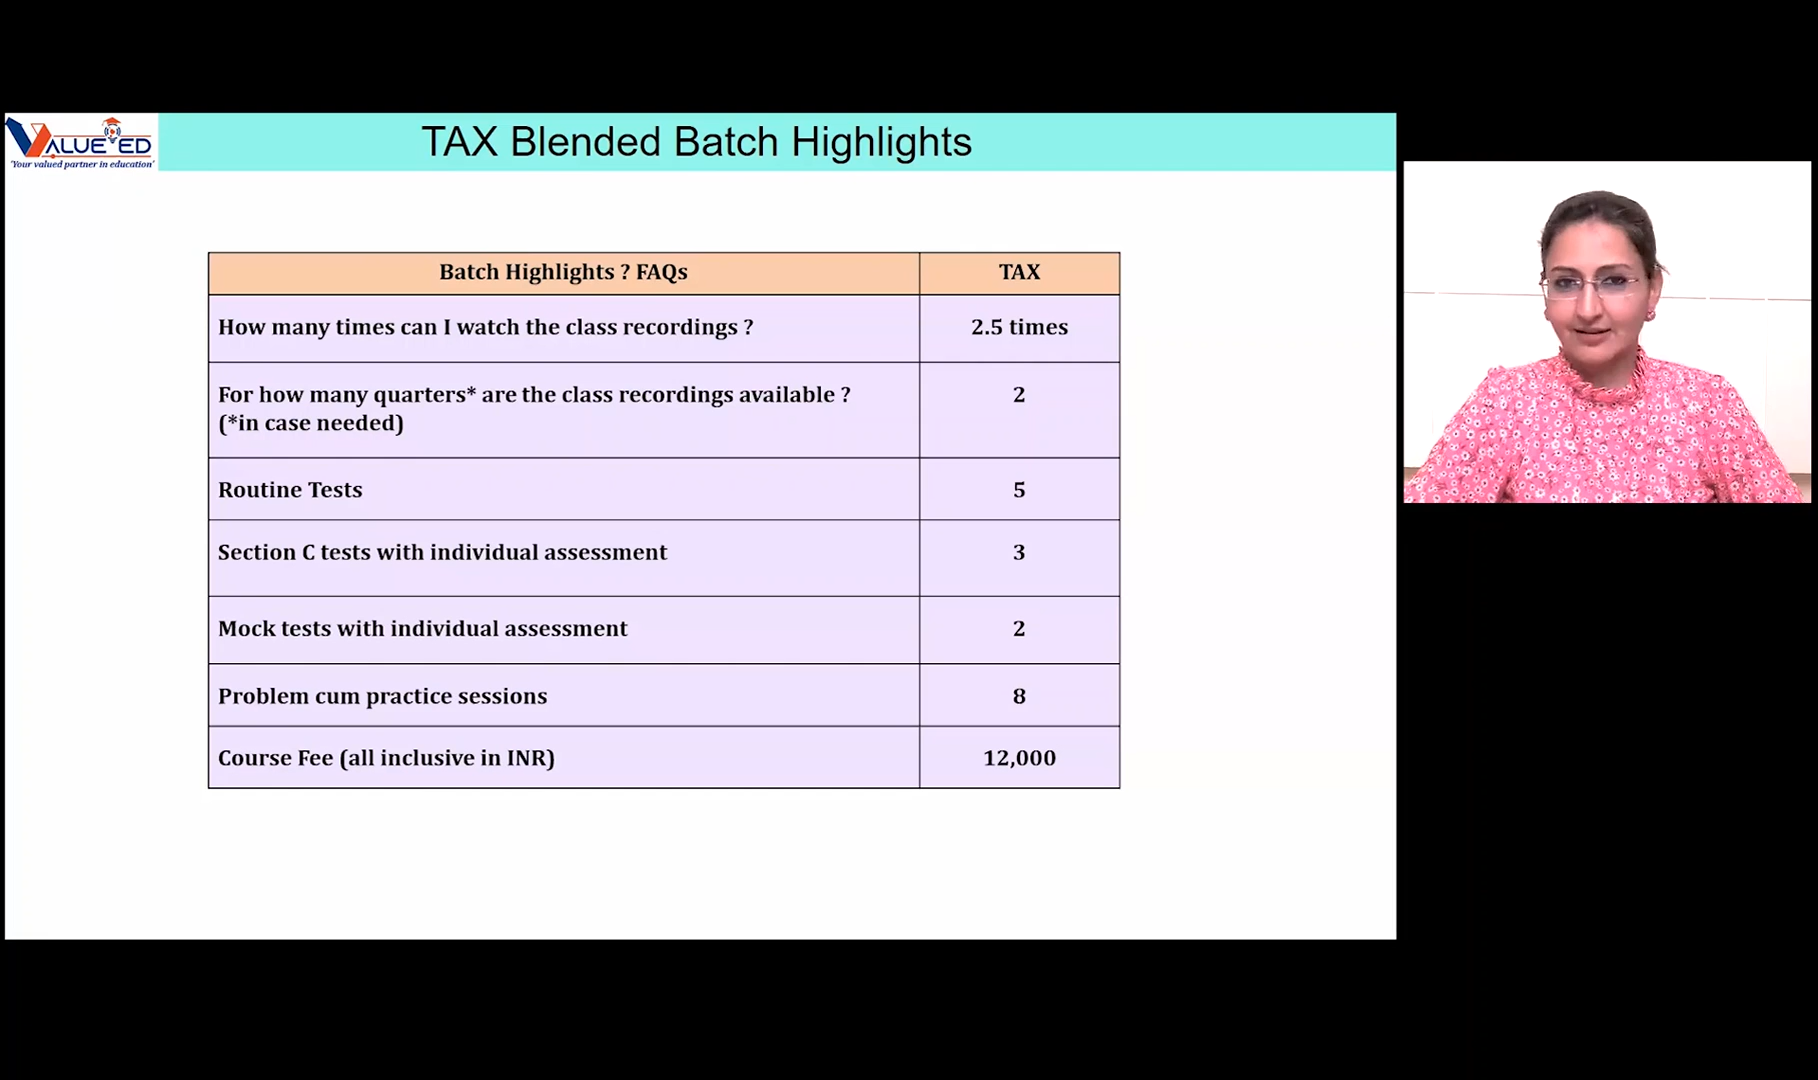 VALUE ED
'Your valued partner in education'
TAX Blended Batch Highlights
Batch Highlights ? FAQs TAX
How many times can I watch the class recordings ? 2.5 times
For how many quarters* are the class recordings available ? 2
(*in case needed)
Routine Tests 5
Section C tests with individual assessment 3
Mock tests with individual assessment 2
Problem cum practice sessions 8
Course Fee (all inclusive in INR) 12,000